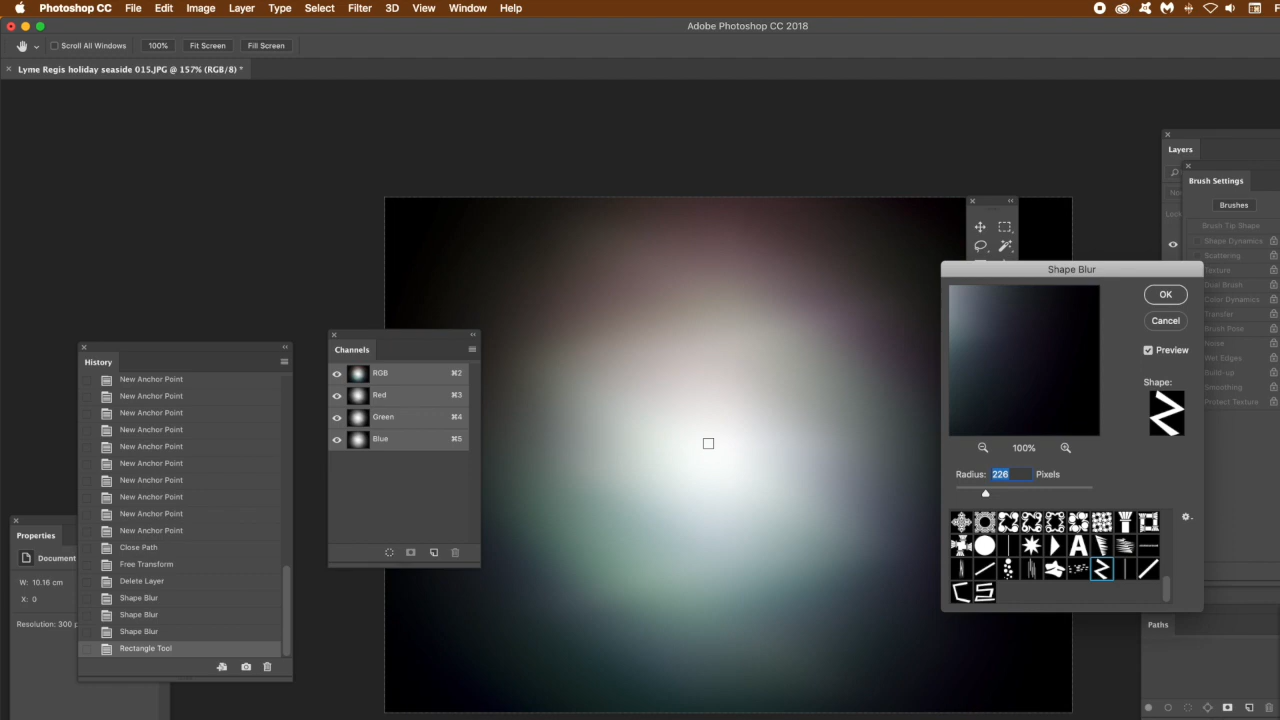 Photoshop CC File Edit Image Layer Type Select Filter 3D View Window Help
Adobe Photoshop CC 2018
Scroll All Windows 100% Fit Screen Fill Screen
Lyme Regis holiday seaside 015.JPG @ 157% (RGB/8) *
Layers
Brush Settings
Brushes
Brush Tip Shape
Shape Dynamics
Scattering
Texture
Dual Brush
Color Dynamics
Transfer
Brush Pose
Noise
Wet Edges
Build-up
Smoothing
Protect Texture
Shape Blur
OK
Cancel
Preview
Shape:
100%
Radius: 226 Pixels
Channels
RGB ⌘2
Red ⌘3
Green ⌘4
Blue ⌘5
History
New Anchor Point
New Anchor Point
New Anchor Point
New Anchor Point
New Anchor Point
New Anchor Point
New Anchor Point
New Anchor Point
New Anchor Point
New Anchor Point
Close Path
Free Transform
Delete Layer
Shape Blur
Shape Blur
Shape Blur
Rectangle Tool
Properties
Document
W: 10.16 cm
X: 0
Resolution: 300 p
Paths